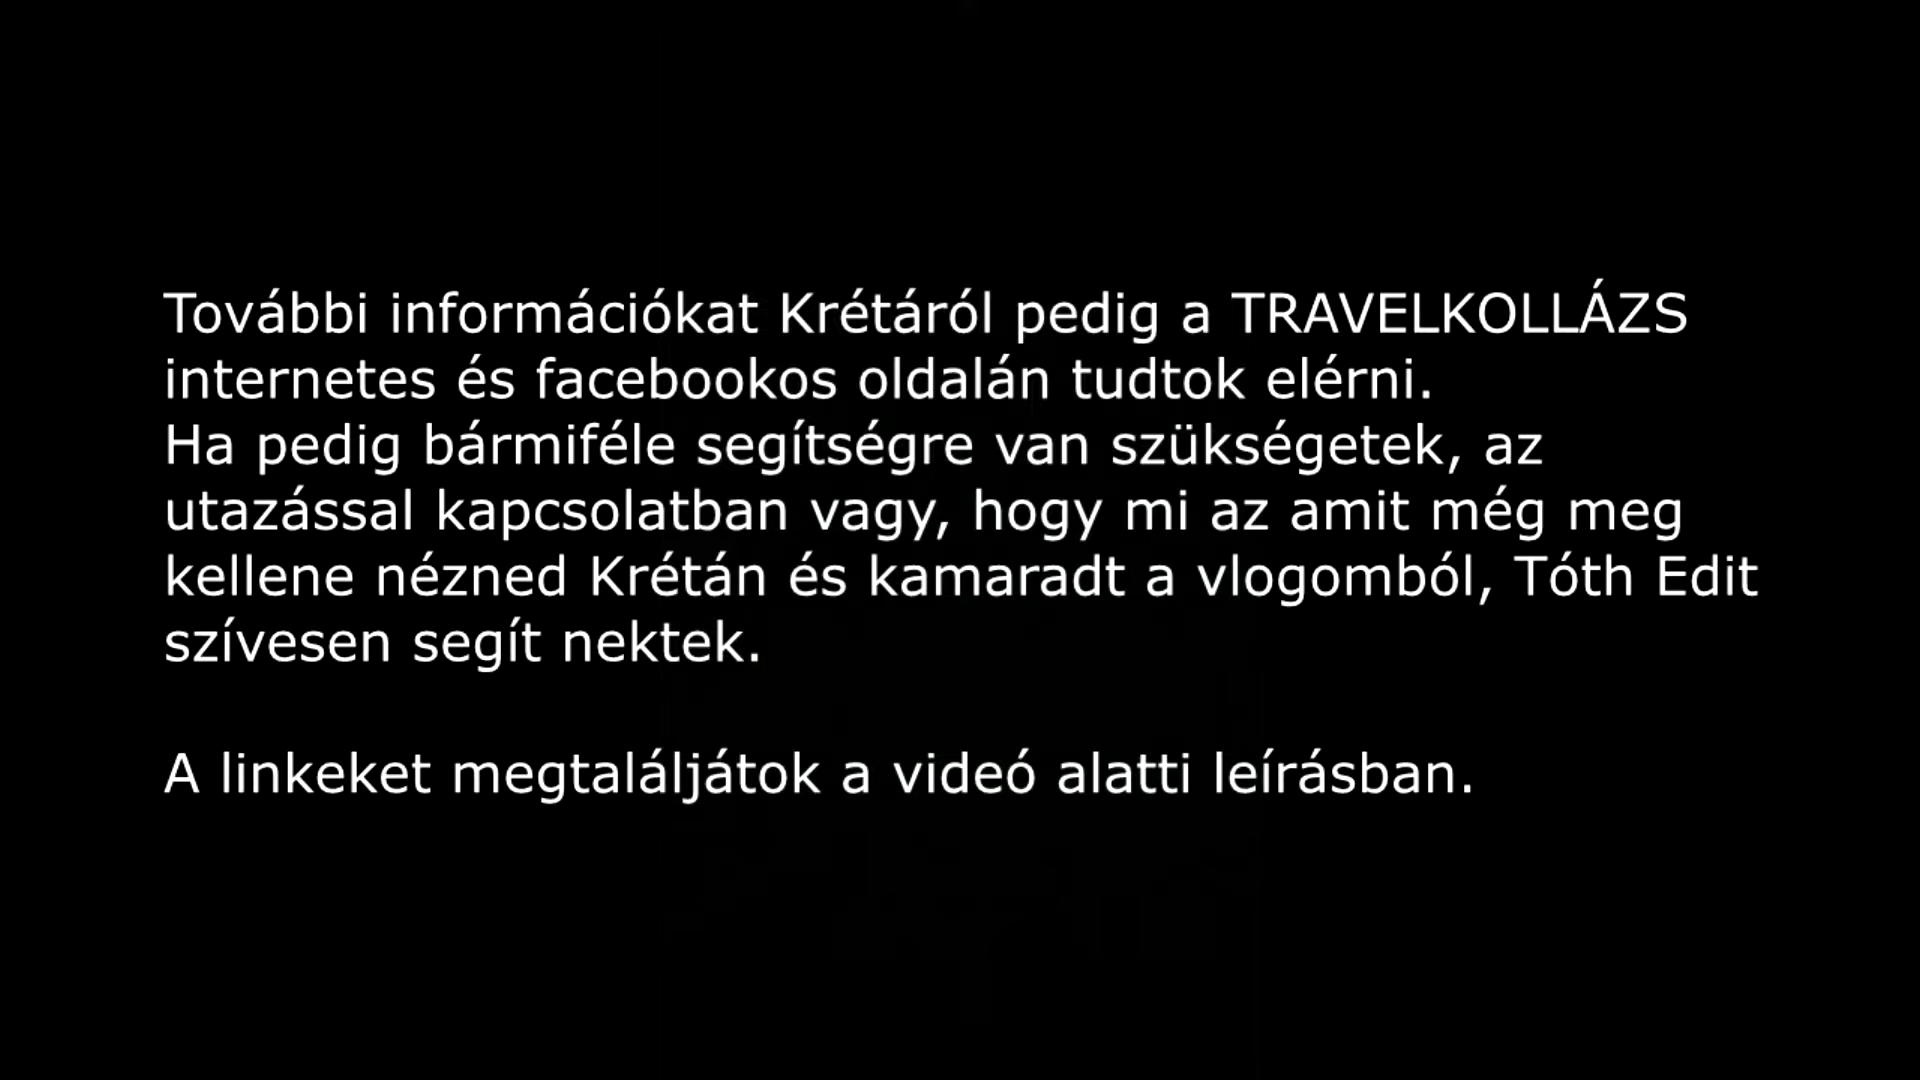 További információkat Krétáról pedig a TRAVELKOLLÁZS
internetes és facebookos oldalán tudtok elérni.
Ha pedig bármiféle segítségre van szükségetek, az
utazással kapcsolatban vagy, hogy mi az amit még meg
kellene nézned Krétán és kamaradt a vlogomból, Tóth Edit
szívesen segít nektek.
A linkeket megtaláljátok a videó alatti leírásban.